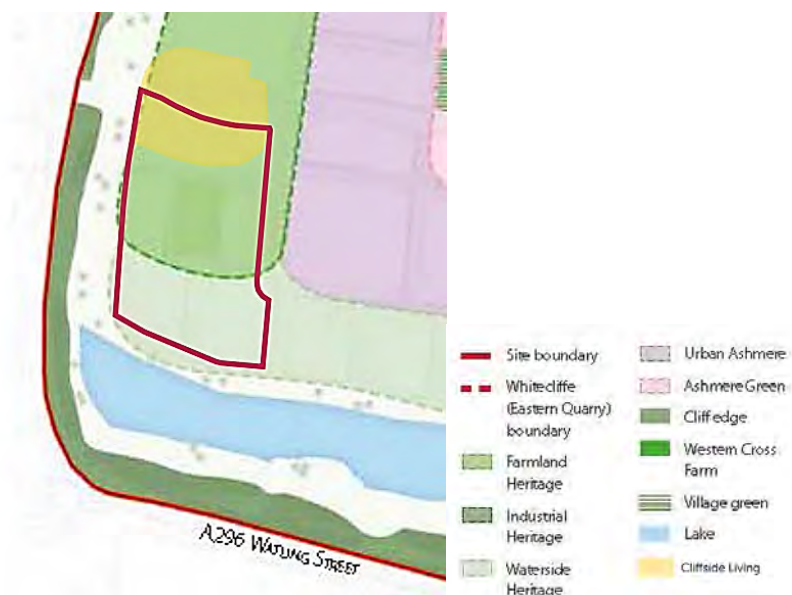 A296 WATLING STREET
Site boundary
Whitecliffe
(Eastern Quarry)
boundary
Farmland
Heritage
Industrial
Heritage
Waterside
Heritage
Urban Ashmere
Ashmere Green
Cliff edge
Western Cross
Farm
Village green
Lake
Cliffside Living